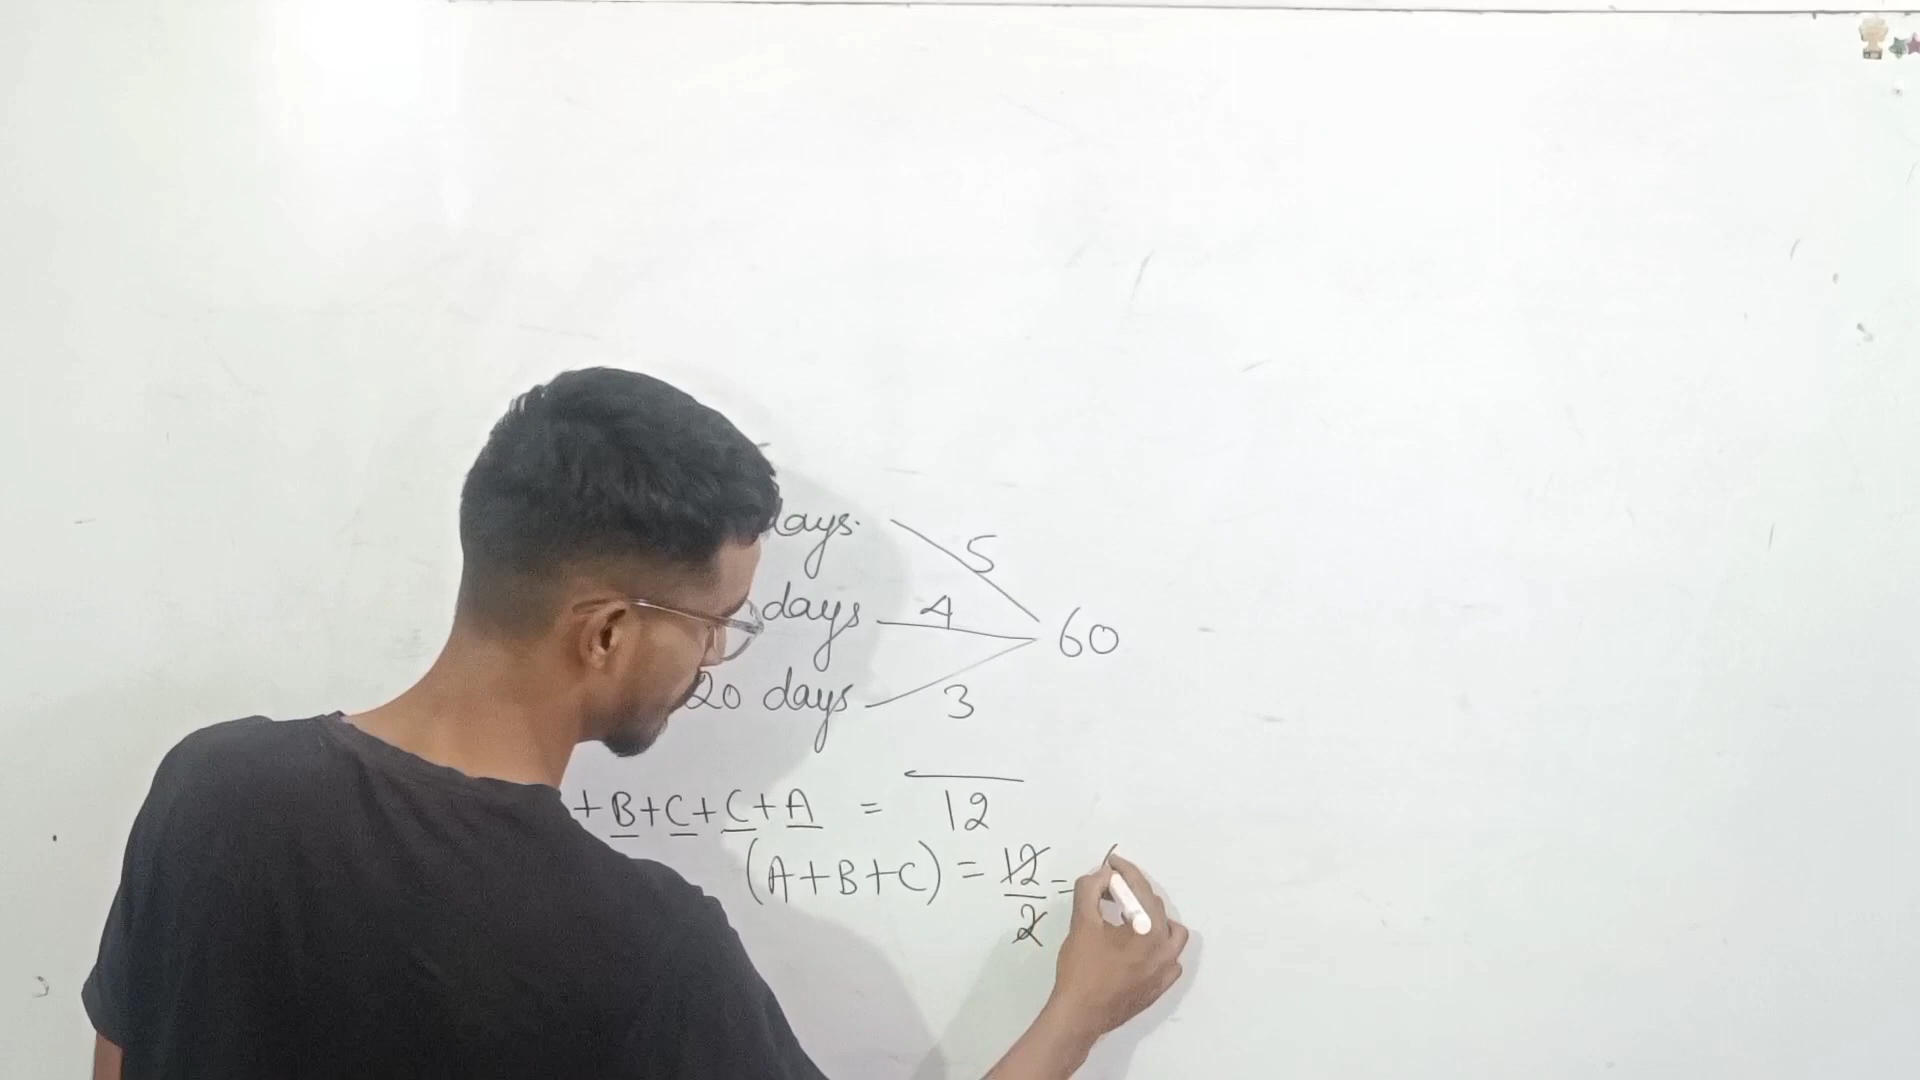 days. 5
days 4 60
20 days 3
+B+C+C+A = 12
(A+B+C) = 12/2 =